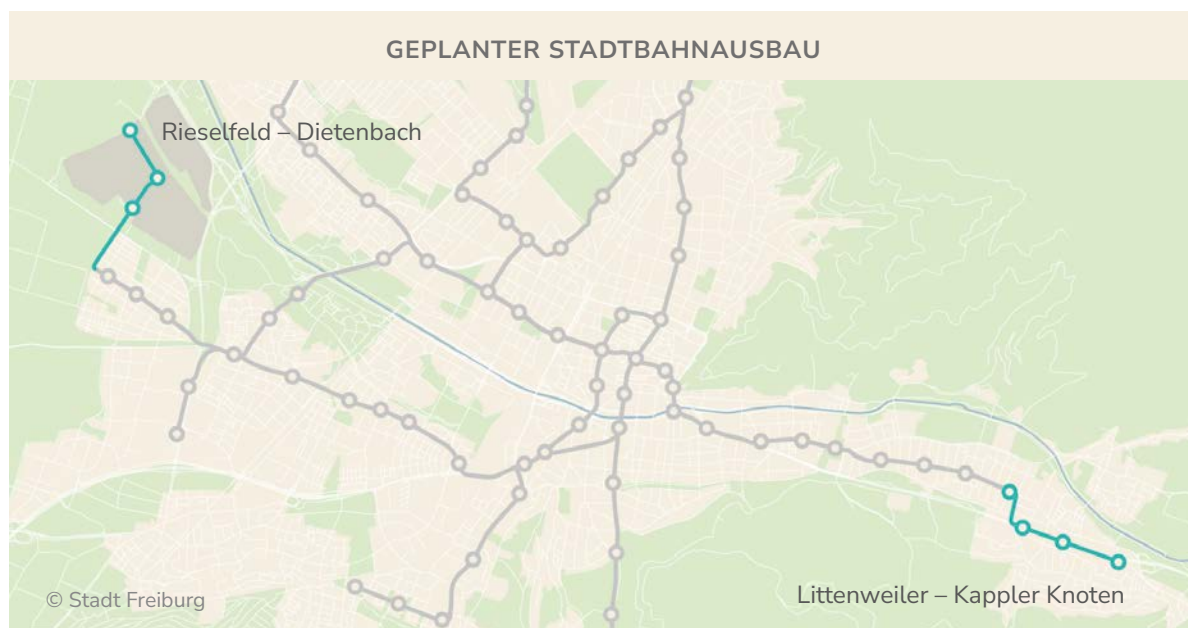 GEPLANTER STADTBAHNAUSBAU
Rieselfeld – Dietenbach
Littenweiler – Kappler Knoten
© Stadt Freiburg